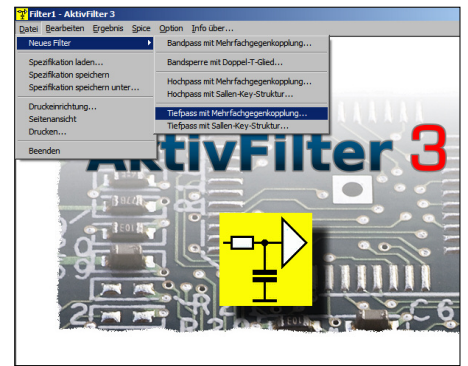 Filter1 - AktivFilter 3
Datei Bearbeiten Ergebnis Spice Option Info über...
Neues Filter
Spezifikation laden...
Spezifikation speichern
Spezifikation speichern unter...
Druckeinrichtung...
Seitenansicht
Drucken...
Beenden
Bandpass mit Mehrfachgegenkopplung...
Bandsperre mit Doppel-T-Glied...
Hochpass mit Mehrfachgegenkopplung...
Hochpass mit Sallen-Key-Struktur...
Tiefpass mit Mehrfachgegenkopplung...
Tiefpass mit Sallen-Key-Struktur...
AktivFilter 3